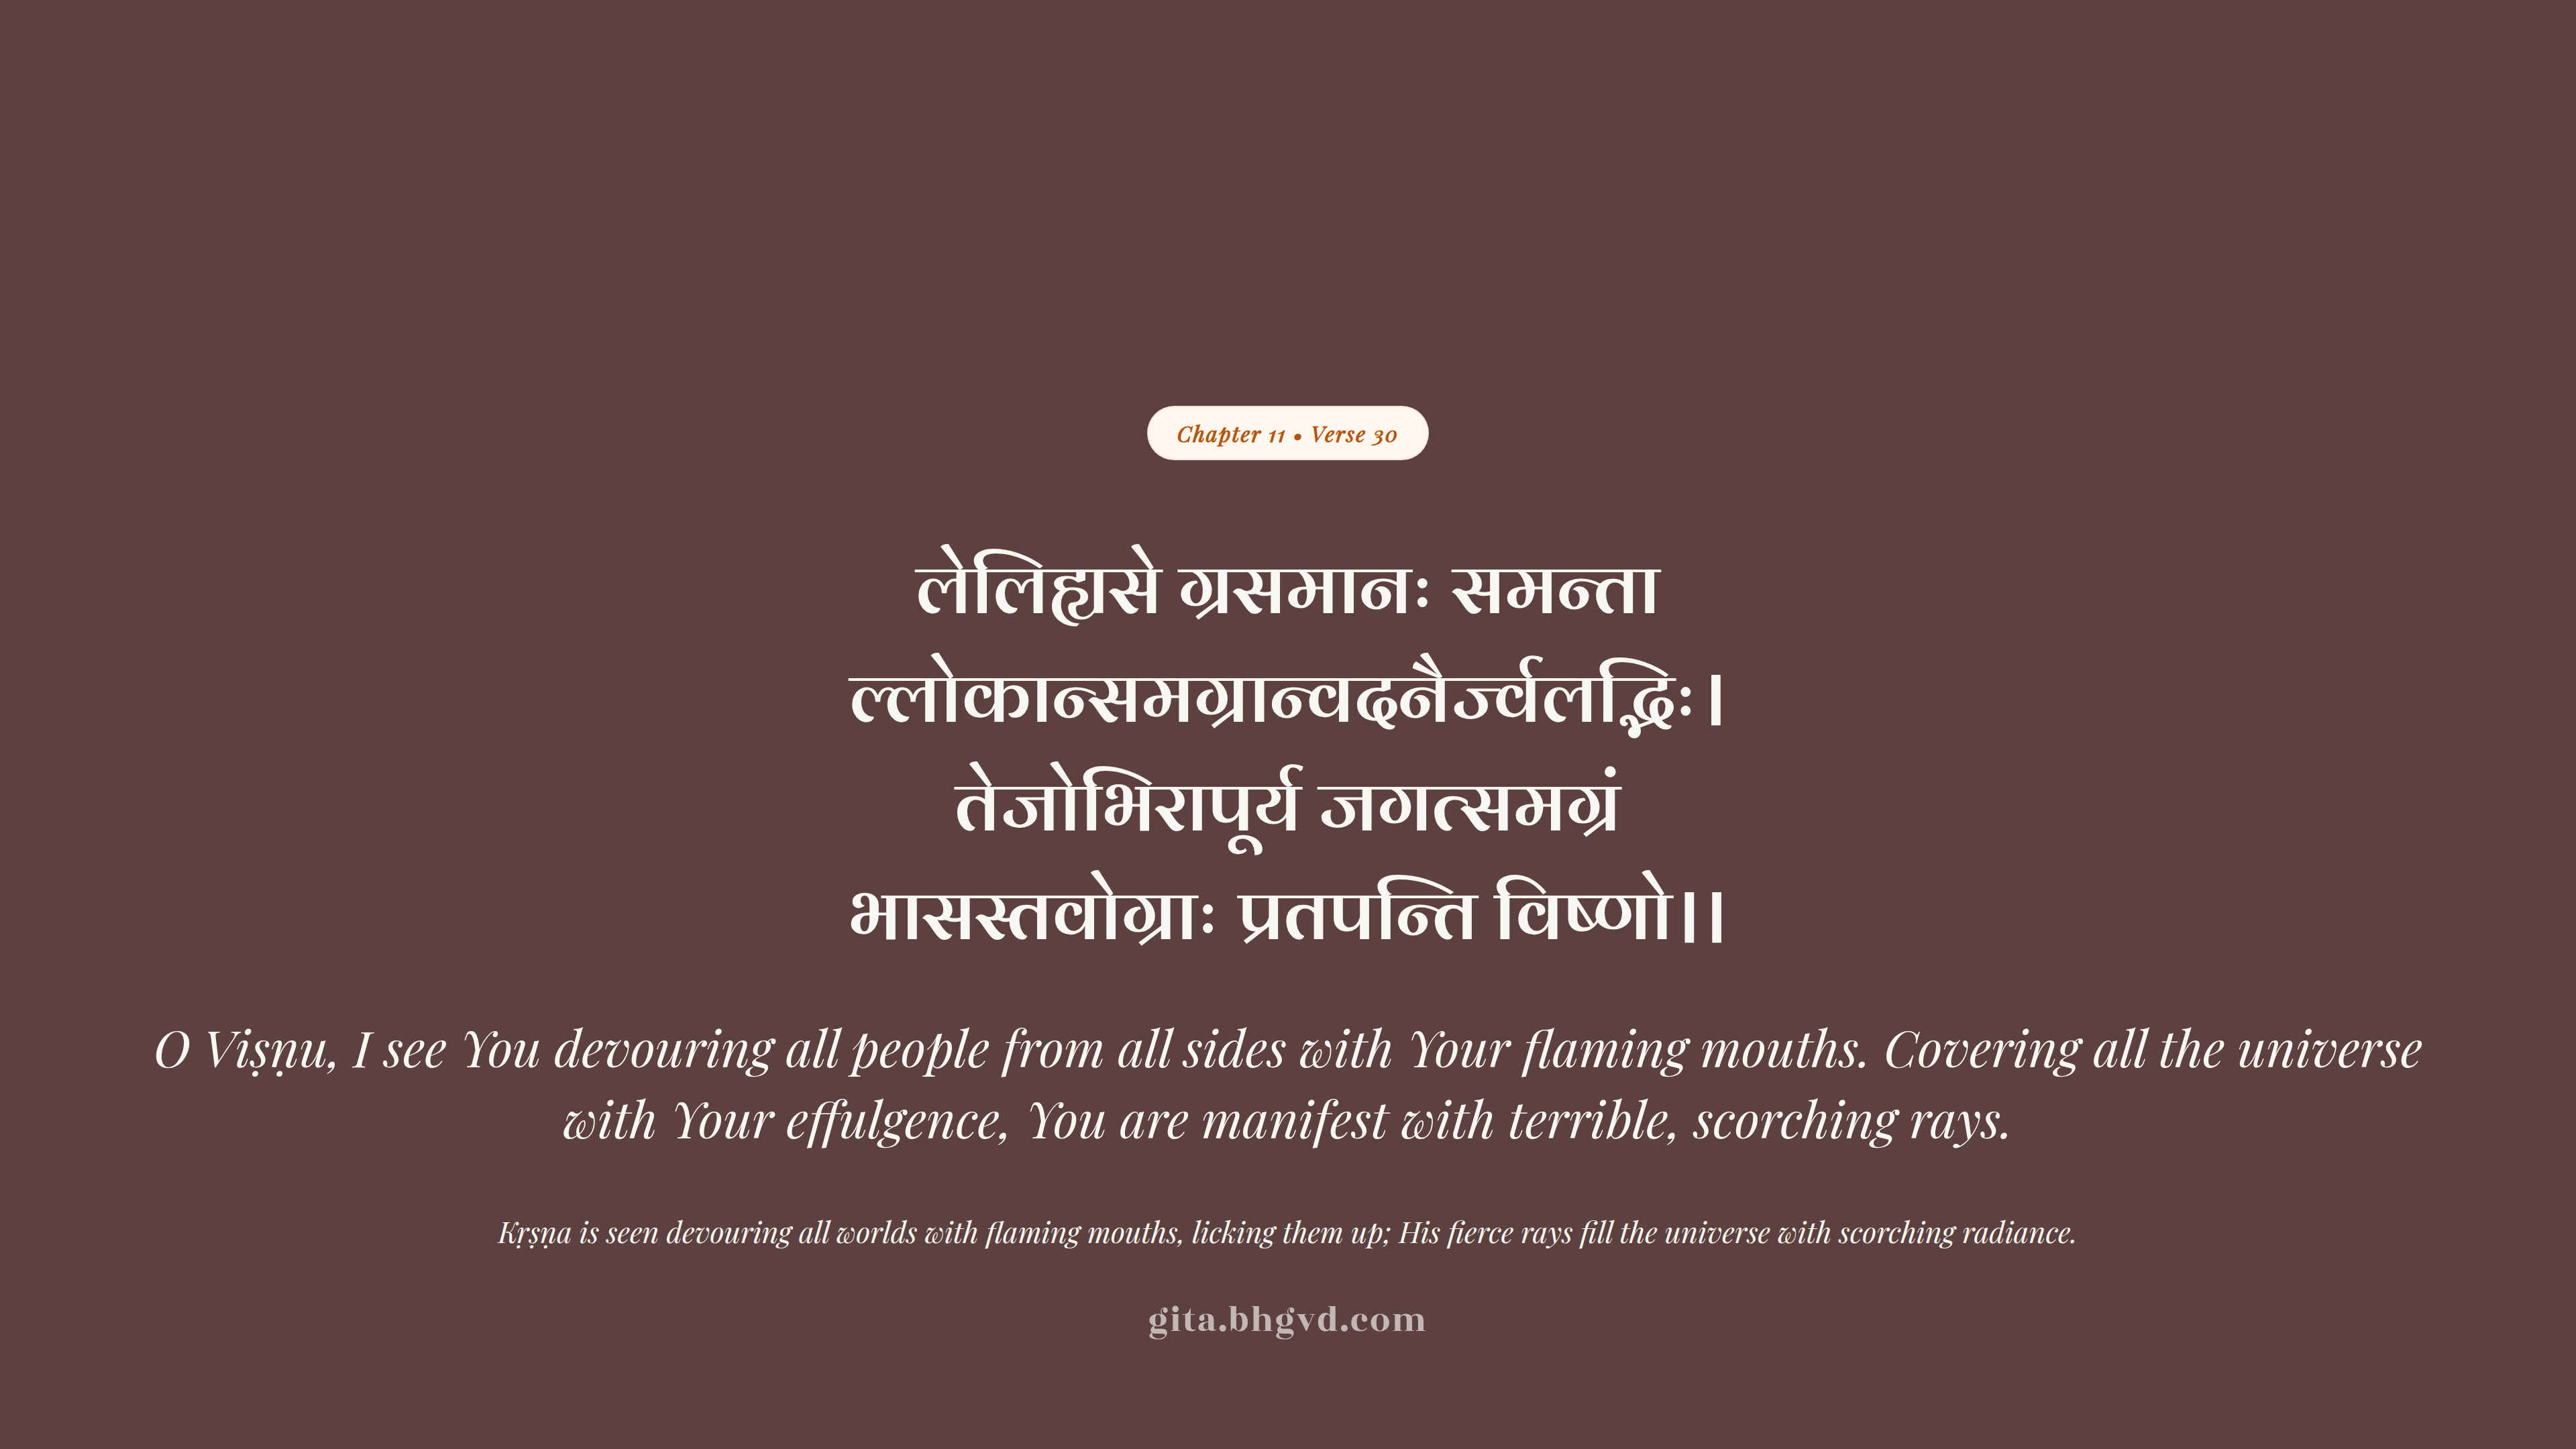 Chapter 11 • Verse 30
लेलिह्यसे ग्रसमानः समन्ता
ल्लोकान्समग्रान्वदनैर्ज्वलद्भिः।
तेजोभिरापूर्य जगत्समग्रं
भासस्तवोग्राः प्रतपन्ति विष्णो।।
O Viṣṇu, I see You devouring all people from all sides with Your flaming mouths. Covering all the universe
with Your effulgence, You are manifest with terrible, scorching rays.
Kṛṣṇa is seen devouring all worlds with flaming mouths, licking them up; His fierce rays fill the universe with scorching radiance.
gita.bhgvd.com